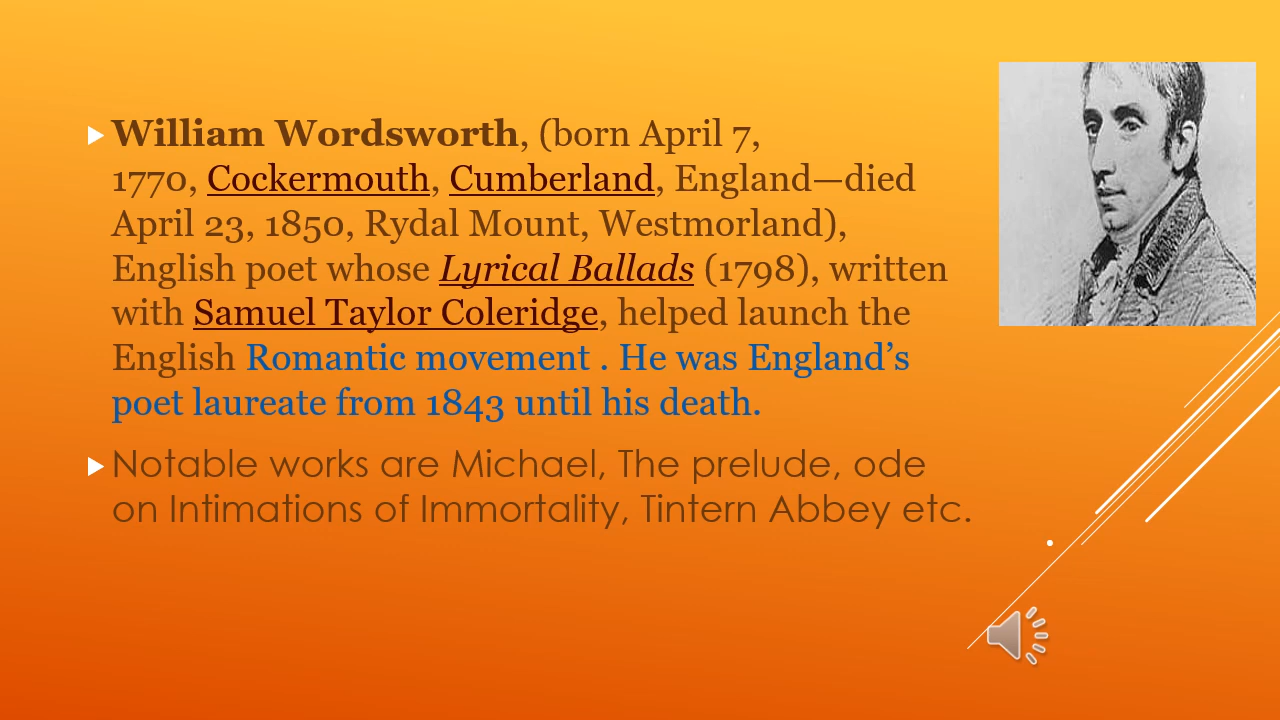 William Wordsworth, (born April 7,
1770, Cockermouth, Cumberland, England—died
April 23, 1850, Rydal Mount, Westmorland),
English poet whose Lyrical Ballads (1798), written
with Samuel Taylor Coleridge, helped launch the
English Romantic movement . He was England’s
poet laureate from 1843 until his death.
Notable works are Michael, The prelude, ode
on Intimations of Immortality, Tintern Abbey etc.